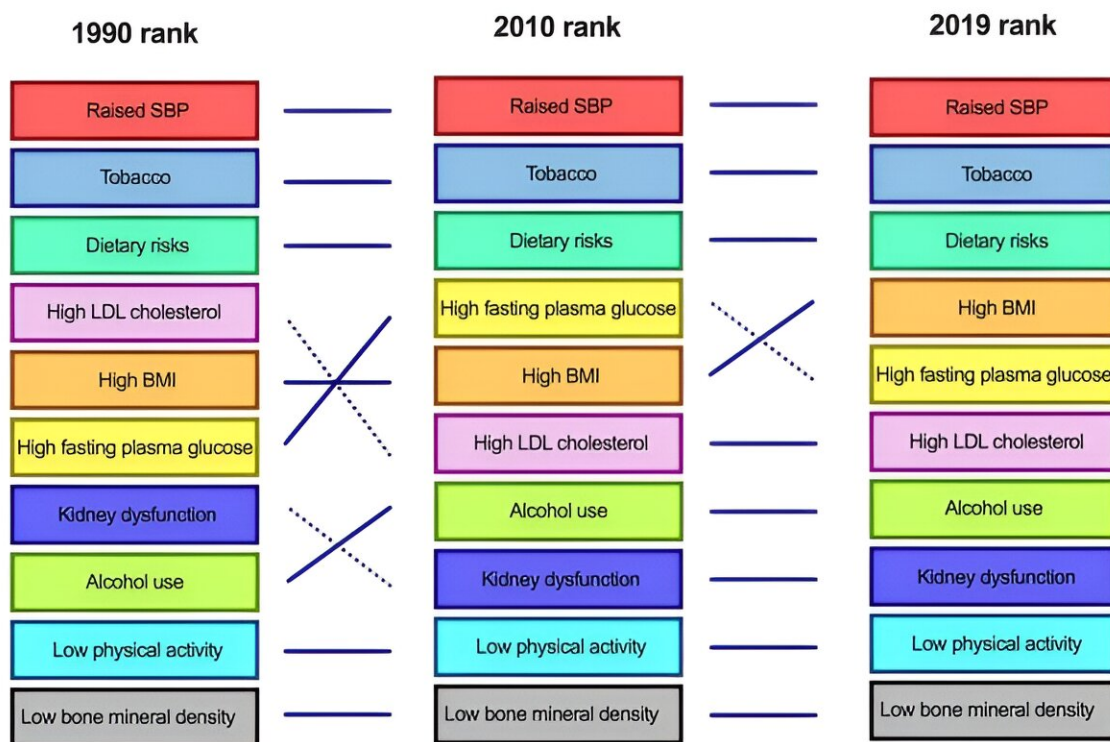 1990 rank
2010 rank
2019 rank
Raised SBP
Raised SBP
Raised SBP
Tobacco
Tobacco
Tobacco
Dietary risks
Dietary risks
Dietary risks
High LDL cholesterol
High fasting plasma glucose
High BMI
High BMI
High BMI
High fasting plasma glucose
High fasting plasma glucose
High LDL cholesterol
High LDL cholesterol
Kidney dysfunction
Alcohol use
Alcohol use
Alcohol use
Kidney dysfunction
Kidney dysfunction
Low physical activity
Low physical activity
Low physical activity
Low bone mineral density
Low bone mineral density
Low bone mineral density